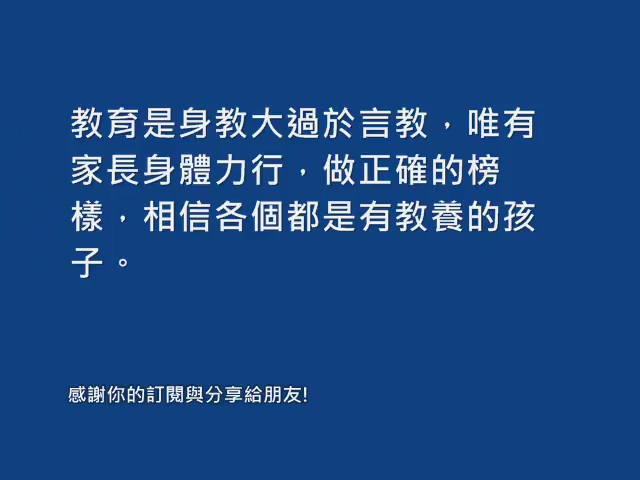 教育是身教大過於言教，唯有
家長身體力行，做正確的榜
樣，相信各個都是有教養的孩
子。
感謝你的訂閱與分享給朋友!